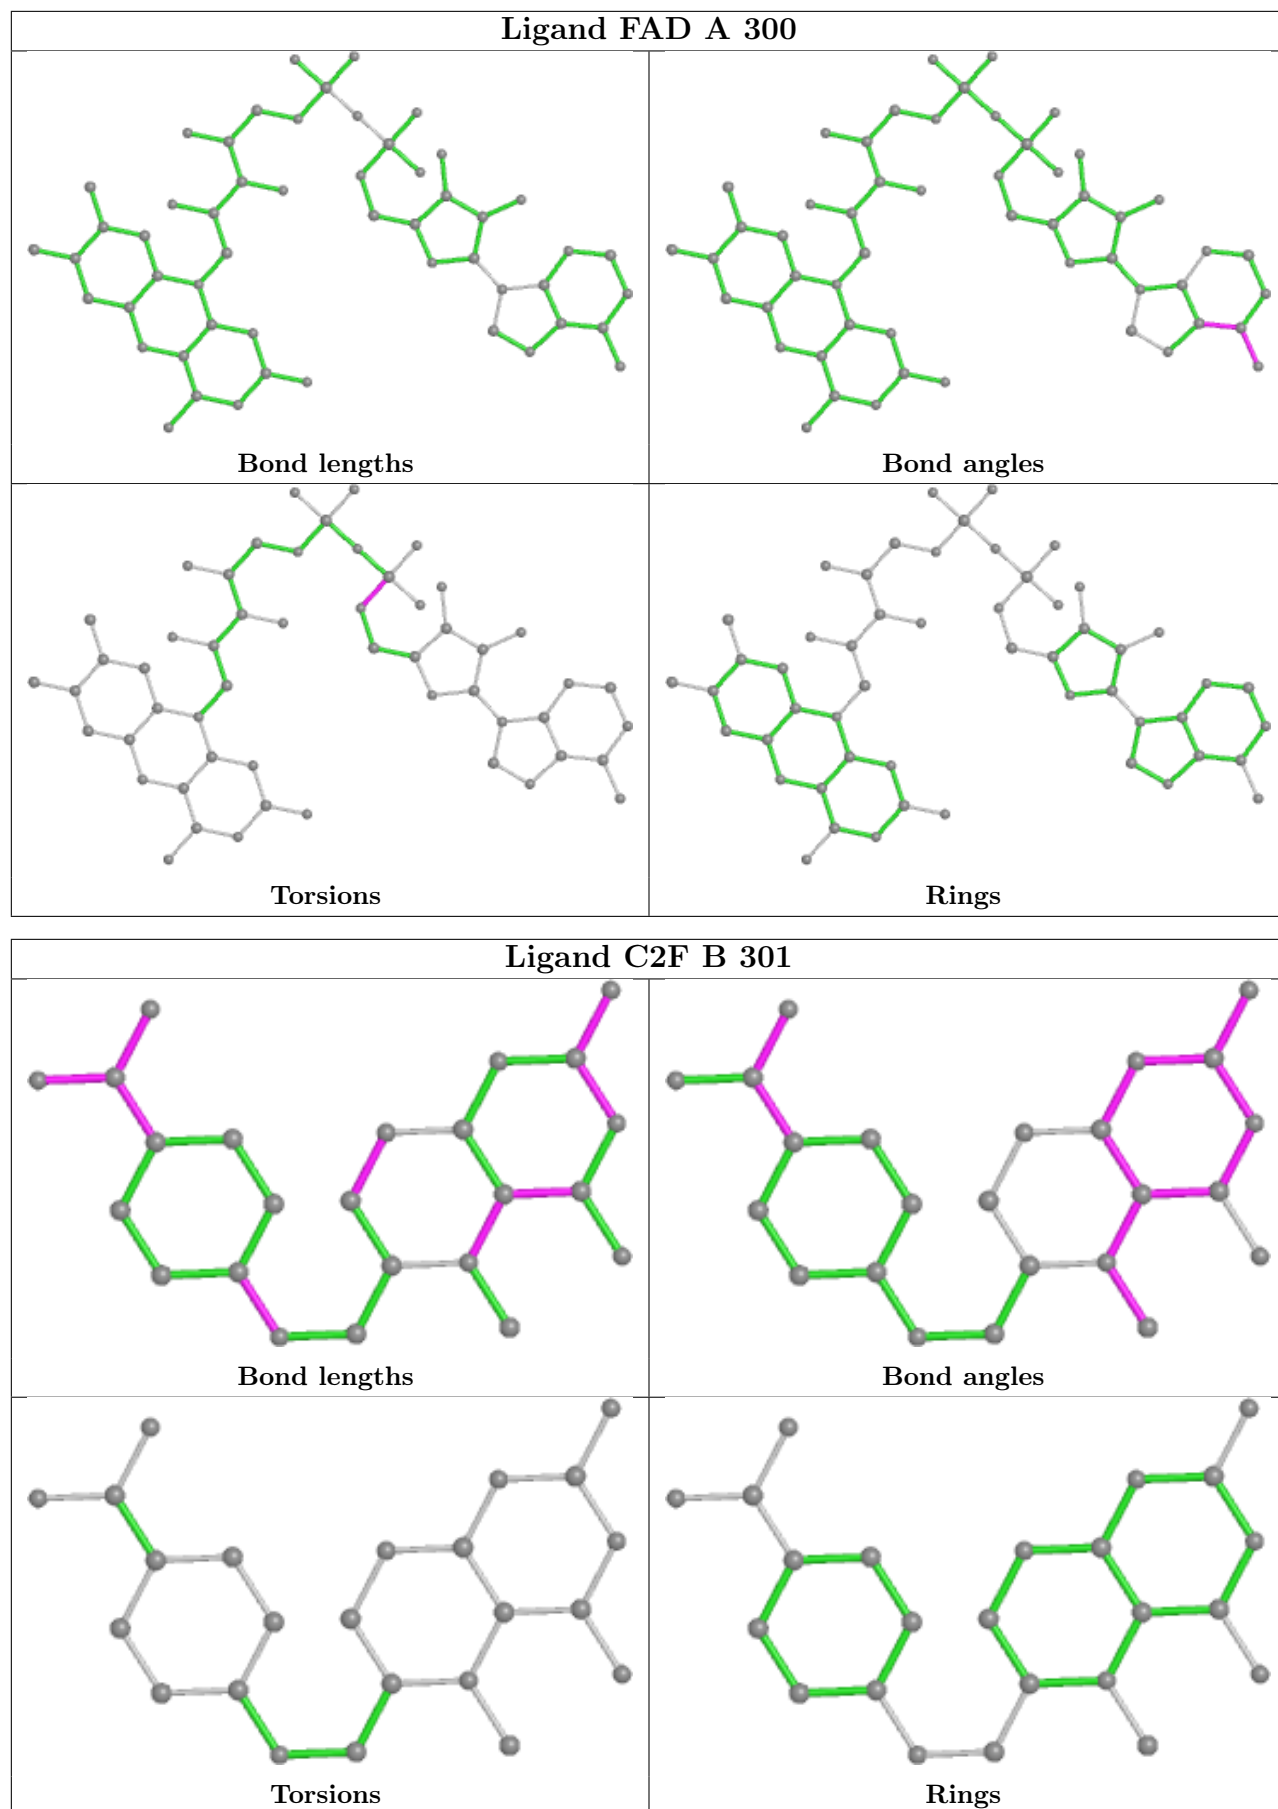 Ligand FAD A 300
Bond lengths
Bond angles
Torsions
Rings
Ligand C2F B 301
Bond lengths
Bond angles
Torsions
Rings